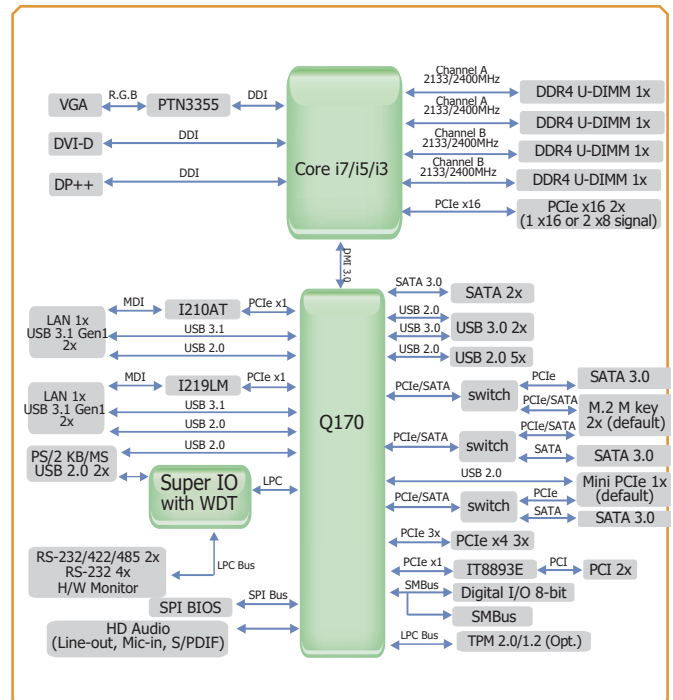 Channel A
2133/2400MHz
DDR4 U-DIMM 1x
VGA
R.G.B
PTN3355
DDI
Channel A
2133/2400MHz
DDR4 U-DIMM 1x
DVI-D
DDI
Core i7/i5/i3
Channel B
2133/2400MHz
DDR4 U-DIMM 1x
DP++
DDI
Channel B
2133/2400MHz
DDR4 U-DIMM 1x
PCIe x16
PCIe x16 2x
(1 x16 or 2 x8 signal)
DMI 3.0
LAN 1x
USB 3.1 Gen1
2x
MDI
I210AT
PCIe x1
USB 3.1
USB 2.0
LAN 1x
USB 3.1 Gen1
2x
MDI
I219LM
PCIe x1
USB 3.1
USB 2.0
PS/2 KB/MS
USB 2.0 2x
USB 2.0
Super IO
with WDT
LPC
RS-232/422/485 2x
RS-232 4x
H/W Monitor
LPC Bus
SPI BIOS
SPI Bus
HD Audio
(Line-out, Mic-in, S/PDIF)
Q170
SATA 3.0
SATA 2x
USB 2.0
USB 3.0
USB 3.0 2x
USB 2.0
USB 2.0 5x
PCIe/SATA
switch
PCIe
SATA 3.0
PCIe/SATA
M.2 M key
2x (default)
PCIe/SATA
switch
PCIe/SATA
SATA
SATA 3.0
USB 2.0
Mini PCIe 1x
(default)
PCIe/SATA
switch
PCIe
SATA
SATA 3.0
PCIe 3x
PCIe x4 3x
PCIe x1
IT8893E
PCI
PCI 2x
SMBus
Digital I/O 8-bit
SMBus
LPC Bus
TPM 2.0/1.2 (Opt.)